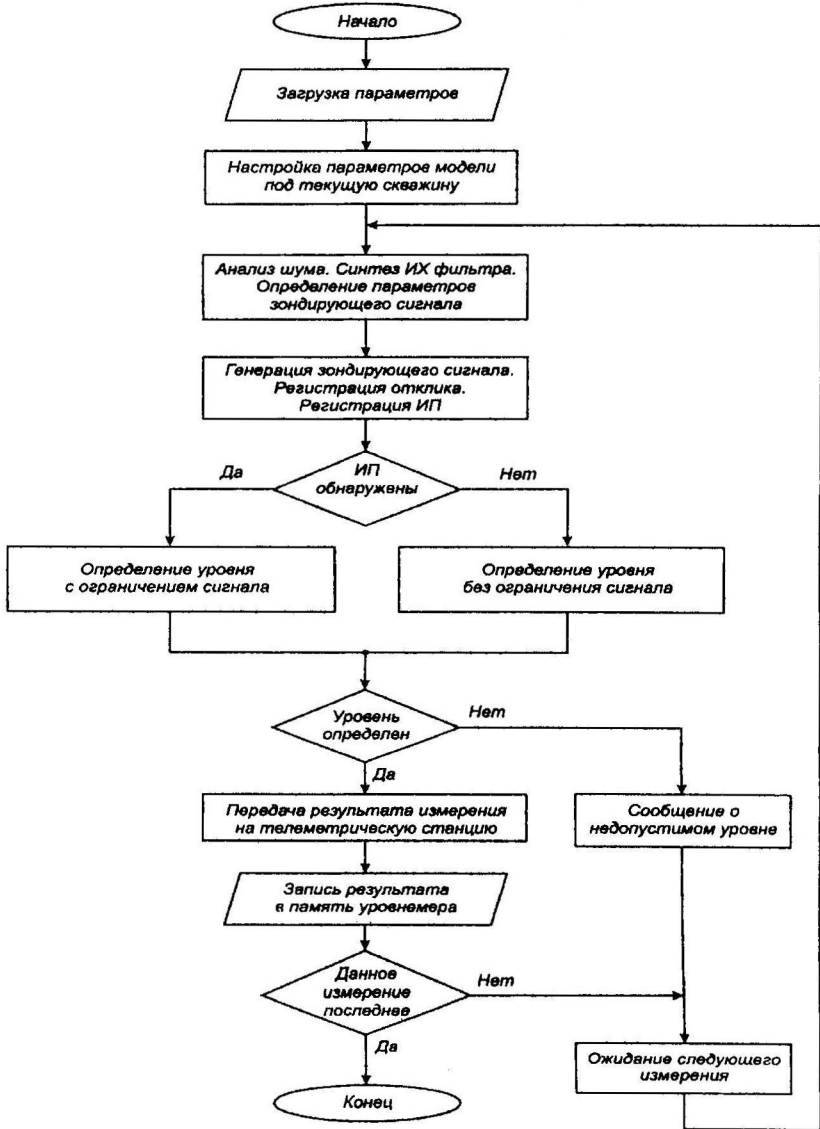 Начало
Загрузка параметров
Настройка параметров модели
под текущую скважину
Анализ шума. Синтез ИХ фильтра.
Определение параметров
зондирующего сигнала
Генерация зондирующего сигнала.
Регистрация отклика.
Регистрация ИП
Да
ИП
обнаружены
Нет
Определение уровня
с ограничением сигнала
Определение уровня
без ограничения сигнала
Уровень
определен
Нет
Да
Передача результата измерения
на телеметрическую станцию
Сообщение о
недопустимом уровне
Запись результата
в память уровнемера
Данное
измерение
последнее
Нет
Да
Ожидание следующего
измерения
Конец